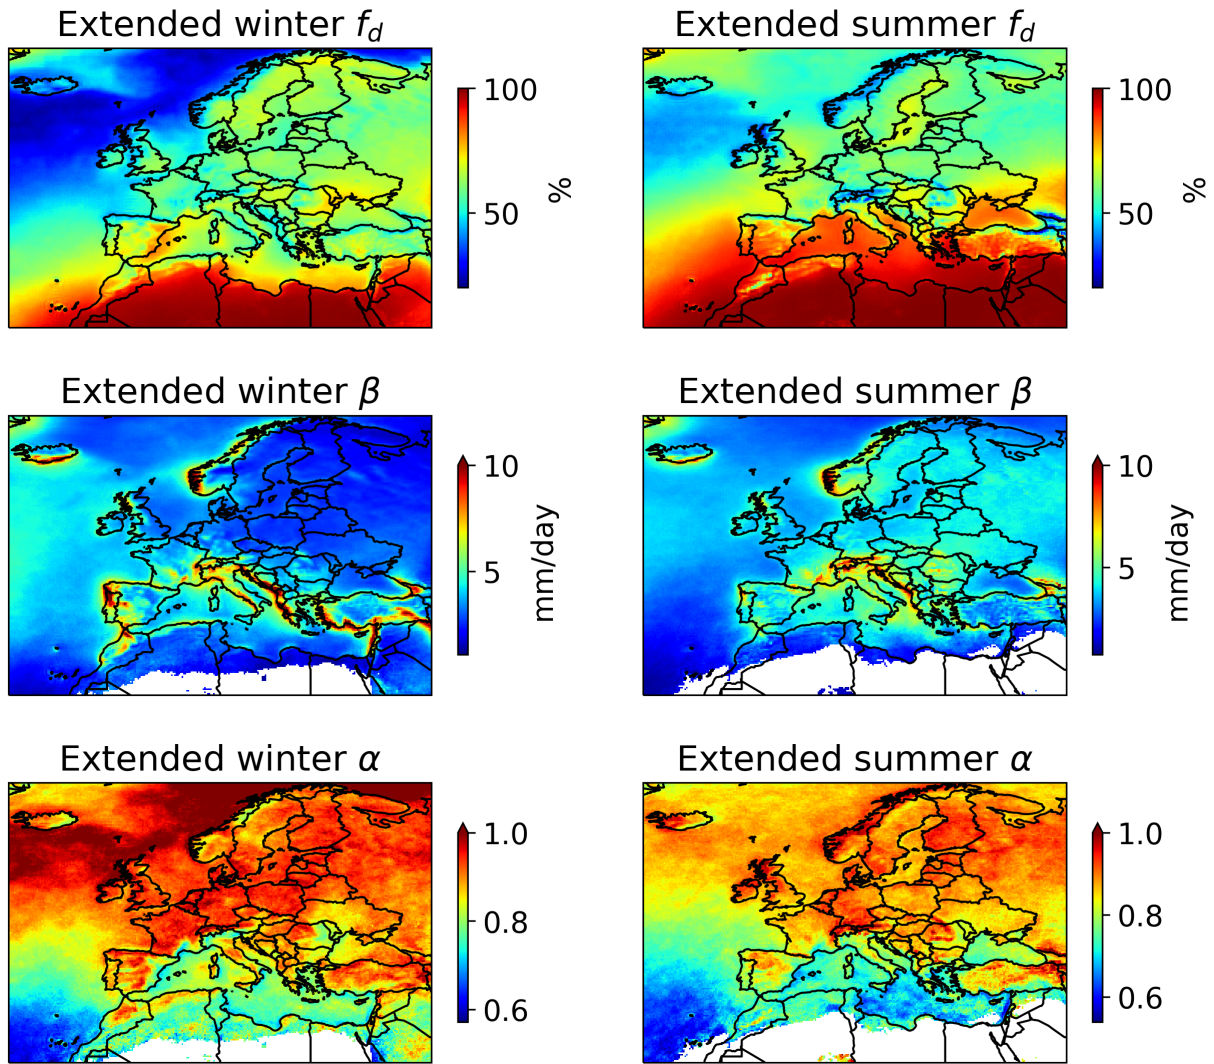 Extended winter f_d
Extended summer f_d
100
50
%
100
50
%
Extended winter β
Extended summer β
10
5
mm/day
10
5
mm/day
Extended winter α
Extended summer α
1.0
0.8
0.6
1.0
0.8
0.6